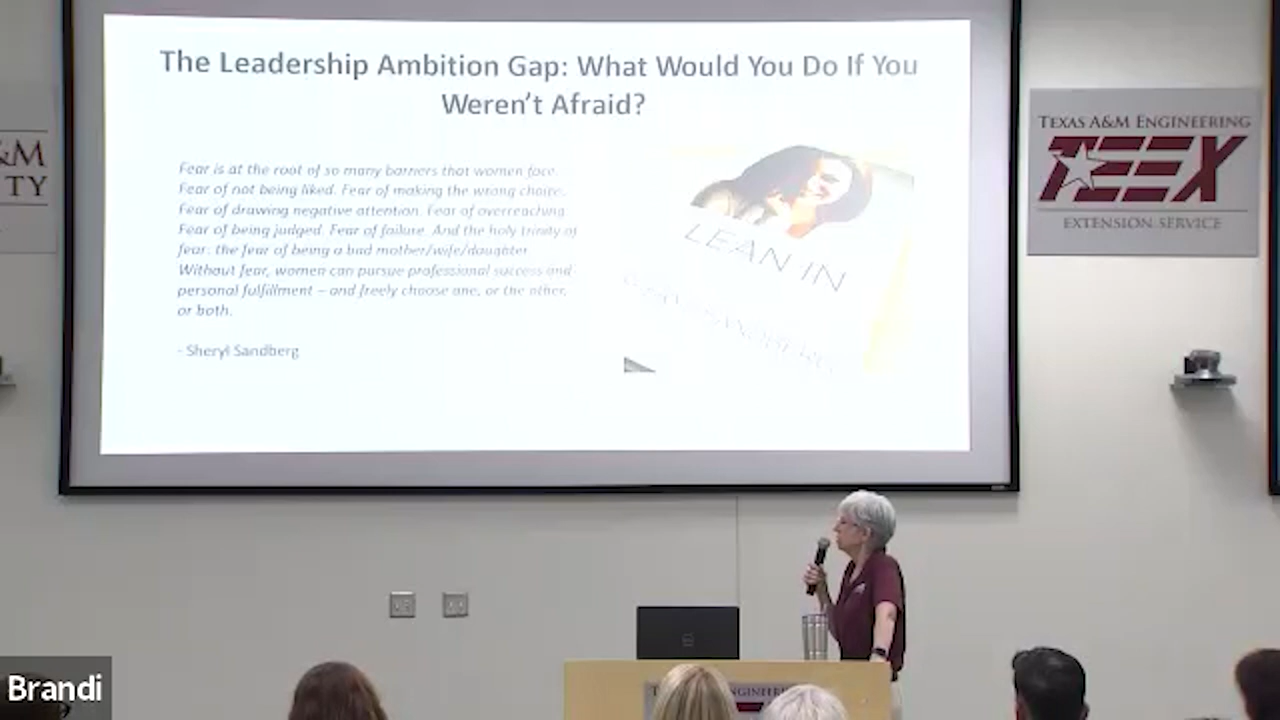 The Leadership Ambition Gap: What Would You Do If You
Weren't Afraid?
Fear is at the root of so many barriers that women face.
Fear of not being liked. Fear of making the wrong choice.
Fear of drawing negative attention. Fear of overreaching.
Fear of being judged. Fear of failure. And the holy trinity of
fear: the fear of being a bad mother/wife/daughter.
Without fear, women can pursue professional success and
personal fulfillment – and freely choose one, or the other,
or both.
- Sheryl Sandberg
LEAN IN
&M
TY
TEXAS A&M ENGINEERING
TEEX
EXTENSION SERVICE
Brandi